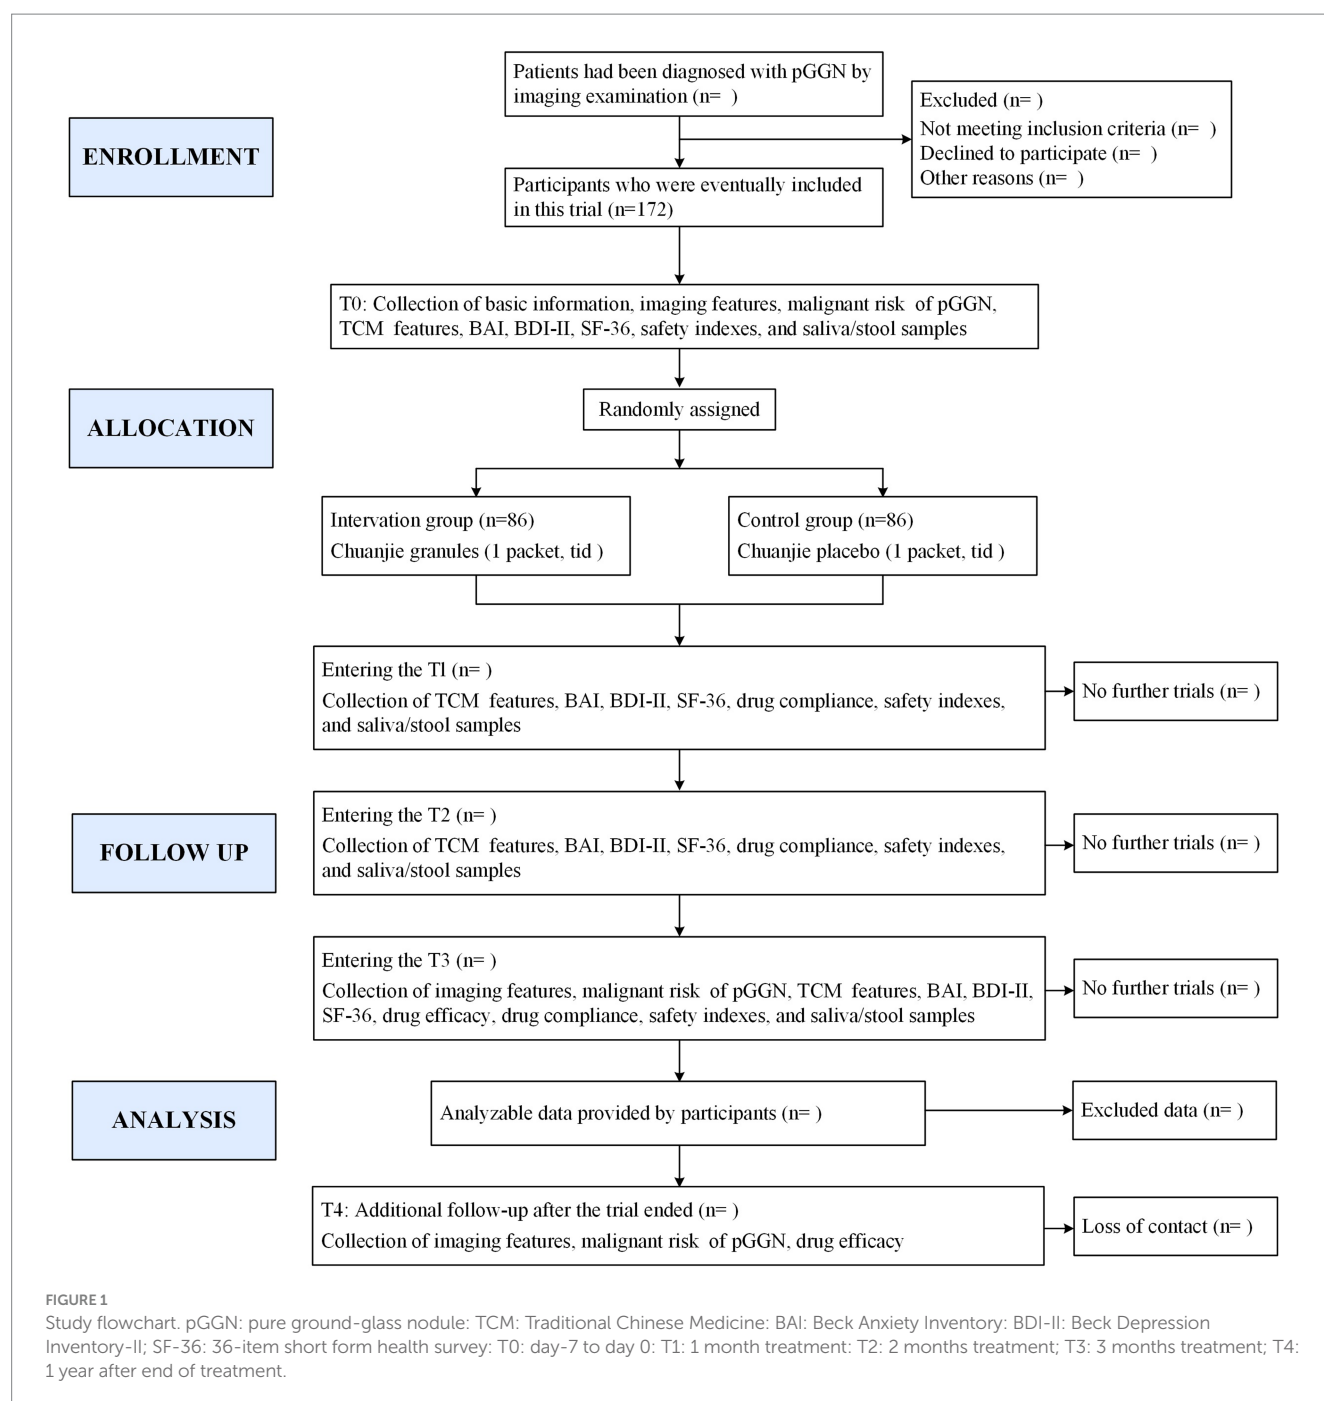 Patients had been diagnosed with pGGN by
imaging examination (n=  )
Excluded (n= )
Not meeting inclusion criteria (n=  )
Declined to participate (n=  )
Other reasons (n=  )
ENROLLMENT
Participants who were eventually included
in this trial (n=172)
T0: Collection of basic information, imaging features, malignant risk of pGGN,
TCM features, BAI, BDI-II, SF-36, safety indexes, and saliva/stool samples
ALLOCATION
Randomly assigned
Intervation group (n=86)
Chuanjie granules (1 packet, tid )
Control group (n=86)
Chuanjie placebo (1 packet, tid )
Entering the T1 (n= )
Collection of TCM features, BAI, BDI-II, SF-36, drug compliance, safety indexes,
and saliva/stool samples
No further trials (n= )
FOLLOW UP
Entering the T2 (n= )
Collection of TCM features, BAI, BDI-II, SF-36, drug compliance, safety indexes,
and saliva/stool samples
No further trials (n= )
Entering the T3 (n= )
Collection of imaging features, malignant risk of pGGN, TCM features, BAI, BDI-II,
SF-36, drug efficacy, drug compliance, safety indexes, and saliva/stool samples
No further trials (n= )
ANALYSIS
Analyzable data provided by participants (n= )
Excluded data (n= )
T4: Additional follow-up after the trial ended (n= )
Collection of imaging features, malignant risk of pGGN, drug efficacy
Loss of contact (n= )
FIGURE 1
Study flowchart. pGGN: pure ground-glass nodule: TCM: Traditional Chinese Medicine: BAI: Beck Anxiety Inventory: BDI-II: Beck Depression
Inventory-II; SF-36: 36-item short form health survey: T0: day-7 to day 0: T1: 1 month treatment: T2: 2 months treatment; T3: 3 months treatment; T4:
1 year after end of treatment.